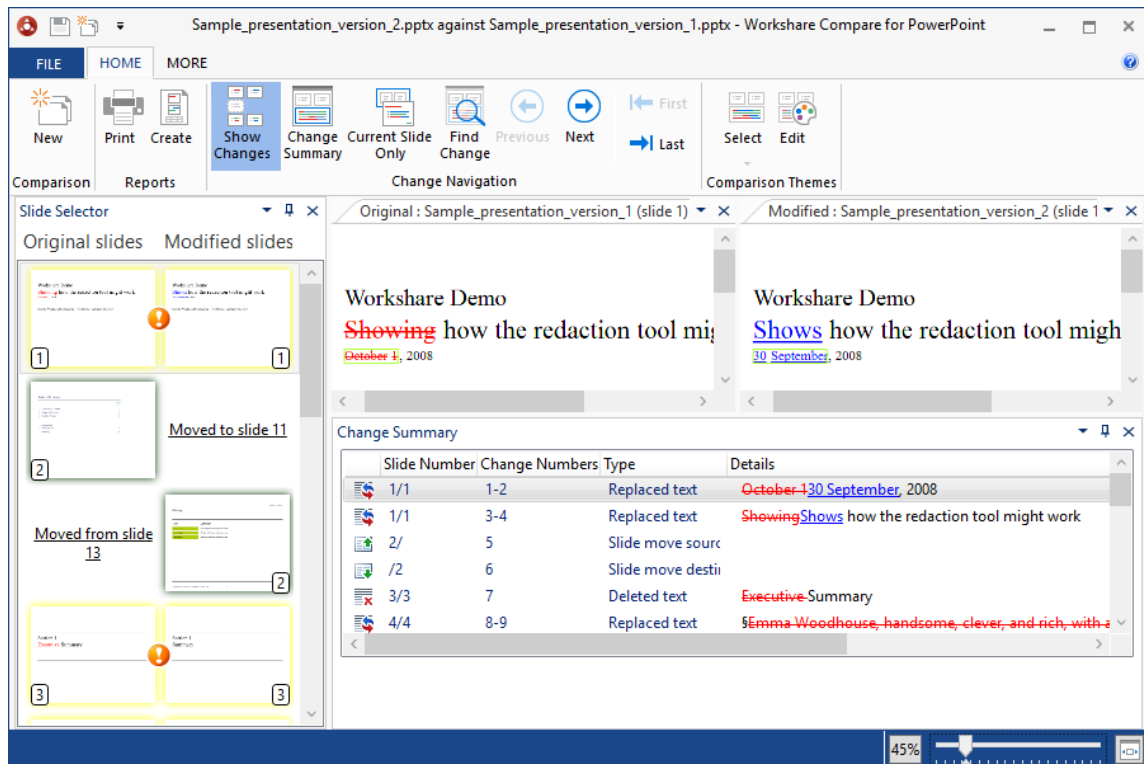 Sample_presentation_version_2.pptx against Sample_presentation_version_1.pptx - Workshare Compare for PowerPoint
FILE HOME MORE
New Print Create Show Changes Change Summary Current Slide Only Find Change Previous Next First Last Select Edit
Comparison Reports Change Navigation Comparison Themes
Slide Selector
Original slides Modified slides
1 1
2 Moved to slide 11
Moved from slide
13
2
3 3
Original : Sample_presentation_version_1 (slide 1)
Workshare Demo
Showing how the redaction tool mig
October 1, 2008
Modified : Sample_presentation_version_2 (slide 1
Workshare Demo
Shows how the redaction tool migh
30 September, 2008
Change Summary
Slide Number Change Numbers Type Details
1/1 1-2 Replaced text October 130 September, 2008
1/1 3-4 Replaced text ShowingShows how the redaction tool might work
2/ 5 Slide move sourc
/2 6 Slide move destin
3/3 7 Deleted text Executive Summary
4/4 8-9 Replaced text §Emma Woodhouse, handsome, clever, and rich, with a
45%